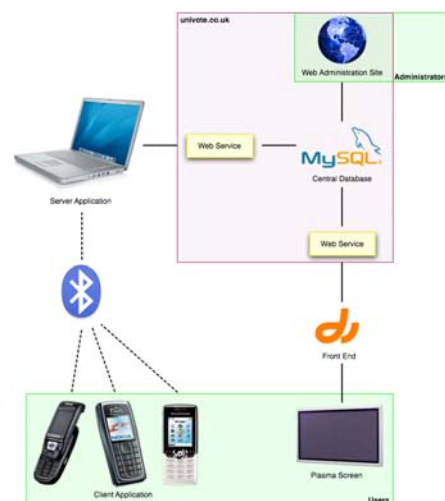 univote.co.uk
Web Administration Site
Administrators
Web Service
MySQL
Central Database
Server Application
Web Service
Front End
NOKIA
Client Application
Plasma Screen
Users